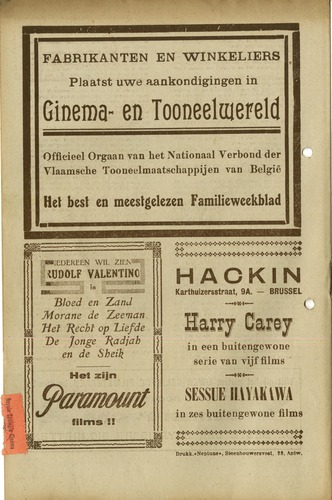 FABRIKANTEN EN WINKELIERS
Plaatst uwe aankondigingen in
Cinema- en Tooneelwereld
Officieel Orgaan van het Nationaal Verbond der
Vlaamsche Tooneelmaatschappijen van België
Het best en meestgelezen Familieweekblad
IEDEREEN WIL ZIEN
RUDOLF VALENTINO
in
Bloed en Zand
Morane de Zeeman
Het Recht op Liefde
De Jonge Radjah
en de Sheik
Het zijn
Paramount
films !!
HACKIN
Karthuizersstraat, 9A. — BRUSSEL
Harry Carey
in een buitengewone
serie van vijf films
SESSUE HAYAKAWA
in zes buitengewone films
Drukk. «Neptune», Steenhouwersvest, 28, Antw.